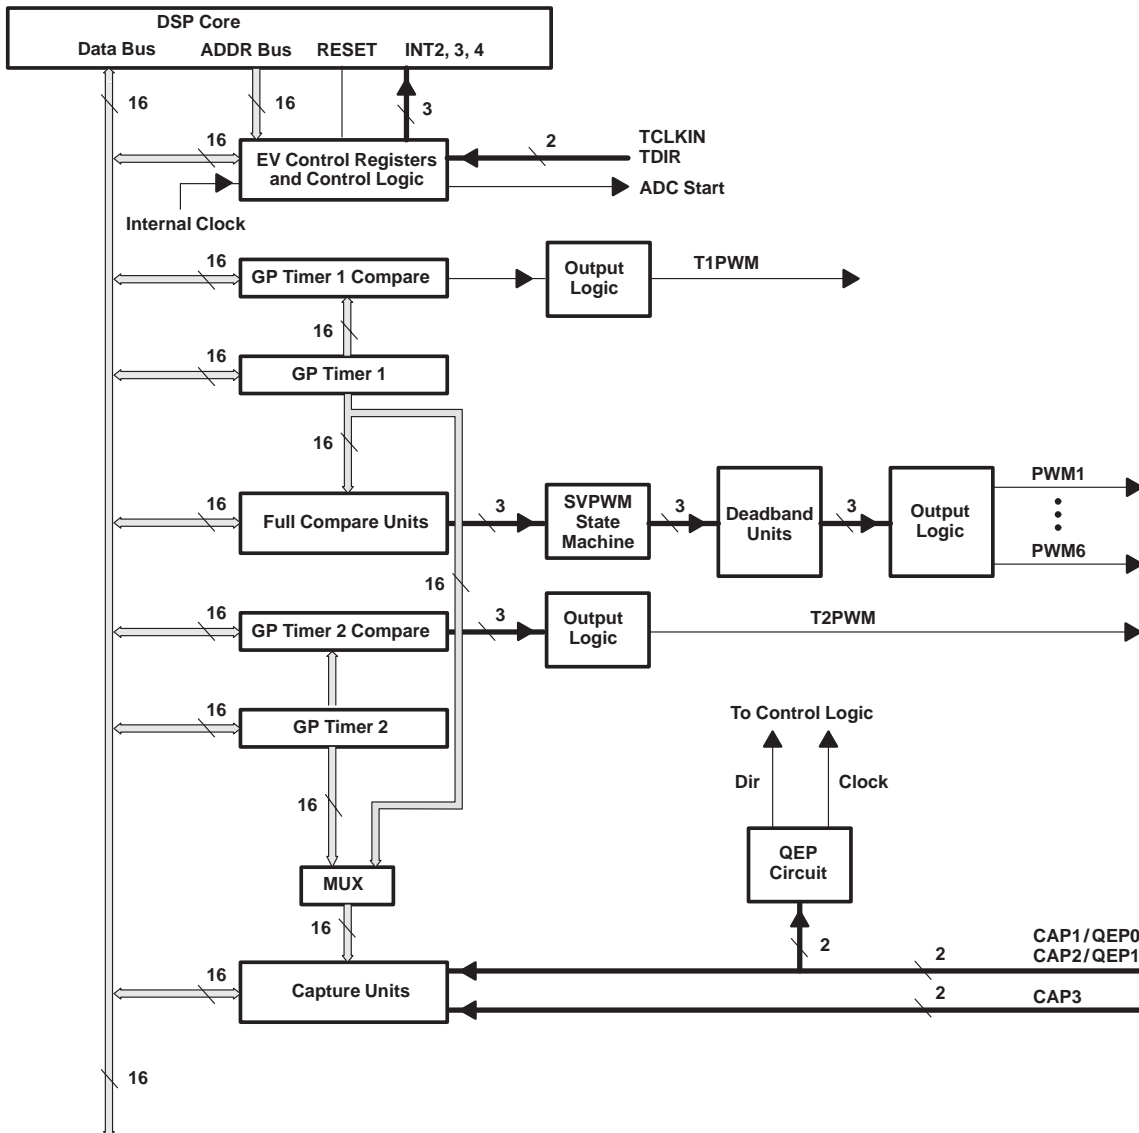 DSP Core
Data Bus
ADDR Bus
RESET
INT2, 3, 4
16
16
3
16
EV Control Registers
and Control Logic
2
TCLKIN
TDIR
ADC Start
Internal Clock
16
GP Timer 1 Compare
Output
Logic
T1PWM
16
16
GP Timer 1
16
16
Full Compare Units
3
SVPWM
State
Machine
3
Deadband
Units
3
Output
Logic
PWM1
PWM6
16
16
GP Timer 2 Compare
3
Output
Logic
T2PWM
16
GP Timer 2
To Control Logic
Dir
Clock
16
QEP
Circuit
MUX
16
2
2
CAP1/QEP0
CAP2/QEP1
16
Capture Units
2
CAP3
16